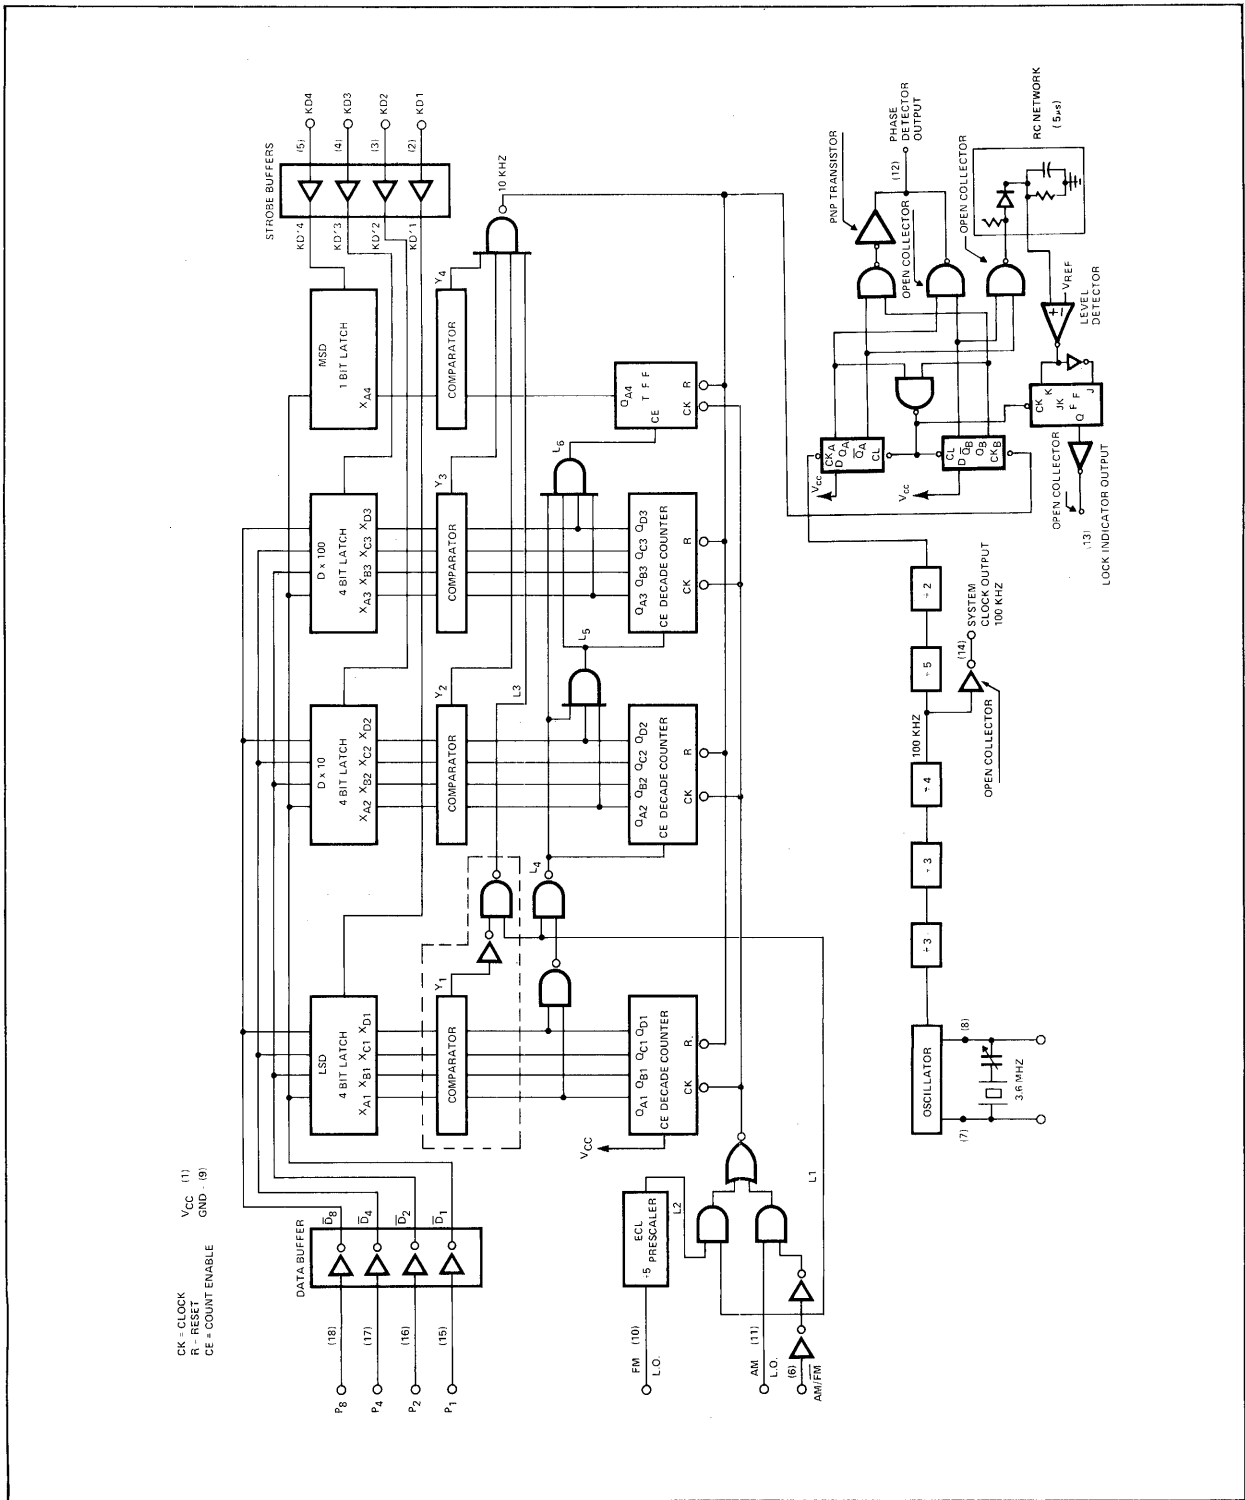 CK = CLOCK
R - RESET
CE = COUNT ENABLE
VCC (1)
GND - (9)
DATA BUFFER
P8 (18) D8
P4 (17) D4
P2 (16) D2
P1 (15) D1
LSD
4 BIT LATCH
XA1 XB1 XC1 XD1
D x 10
4 BIT LATCH
XA2 XB2 XC2 XD2
D x 100
4 BIT LATCH
XA3 XB3 XC3 XD3
MSD
1 BIT LATCH
XA4
STROBE BUFFERS
KD'4 (5) KD4
KD'3 (4) KD3
KD'2 (3) KD2
KD'1 (2) KD1
COMPARATOR
Y1
COMPARATOR
Y2
COMPARATOR
Y3
COMPARATOR
Y4
L3
10 KHZ
L4
L5
L6
VCC
QA1 QB1 QC1 QD1
CE DECADE COUNTER
CK R
QA2 QB2 QC2 QD2
CE DECADE COUNTER
CK R
QA3 QB3 QC3 QD3
CE DECADE COUNTER
CK R
QA4
CE T F F
CK R
FM (10)
L.O.
÷5 ECL
PRESCALER
L2
AM (11)
L.O.
(6)
AM/FM
L1
OSCILLATOR
(7) (8)
3.6 MHZ
÷3
÷3
÷4
100 KHZ
÷5
÷2
(14) SYSTEM
CLOCK OUTPUT
100 KHZ
OPEN COLLECTOR
VCC
CK A
D QA
QA
CL
VCC
CL
D QB
QB
CK B
PNP TRANSISTOR
OPEN COLLECTOR
(12) PHASE
DETECTOR
OUTPUT
OPEN COLLECTOR
RC NETWORK
(5µs)
VREF
LEVEL
DETECTOR
CK K
JK
F F
Q J
OPEN COLLECTOR
(13)
LOCK INDICATOR OUTPUT